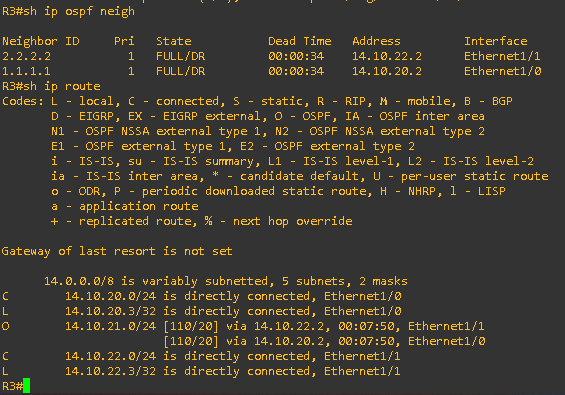 R3#sh ip ospf neigh
Neighbor ID     Pri   State           Dead Time   Address         Interface
2.2.2.2           1   FULL/DR         00:00:34    14.10.22.2      Ethernet1/1
1.1.1.1           1   FULL/DR         00:00:34    14.10.20.2      Ethernet1/0
R3#sh ip route
Codes: L - local, C - connected, S - static, R - RIP, M - mobile, B - BGP
       D - EIGRP, EX - EIGRP external, O - OSPF, IA - OSPF inter area
       N1 - OSPF NSSA external type 1, N2 - OSPF NSSA external type 2
       E1 - OSPF external type 1, E2 - OSPF external type 2
       i - IS-IS, su - IS-IS summary, L1 - IS-IS level-1, L2 - IS-IS level-2
       ia - IS-IS inter area, * - candidate default, U - per-user static route
       o - ODR, P - periodic downloaded static route, H - NHRP, l - LISP
       a - application route
       + - replicated route, % - next hop override
Gateway of last resort is not set
      14.0.0.0/8 is variably subnetted, 5 subnets, 2 masks
C        14.10.20.0/24 is directly connected, Ethernet1/0
L        14.10.20.3/32 is directly connected, Ethernet1/0
O        14.10.21.0/24 [110/20] via 14.10.22.2, 00:07:50, Ethernet1/1
                       [110/20] via 14.10.20.2, 00:07:50, Ethernet1/0
C        14.10.22.0/24 is directly connected, Ethernet1/1
L        14.10.22.3/32 is directly connected, Ethernet1/1
R3#